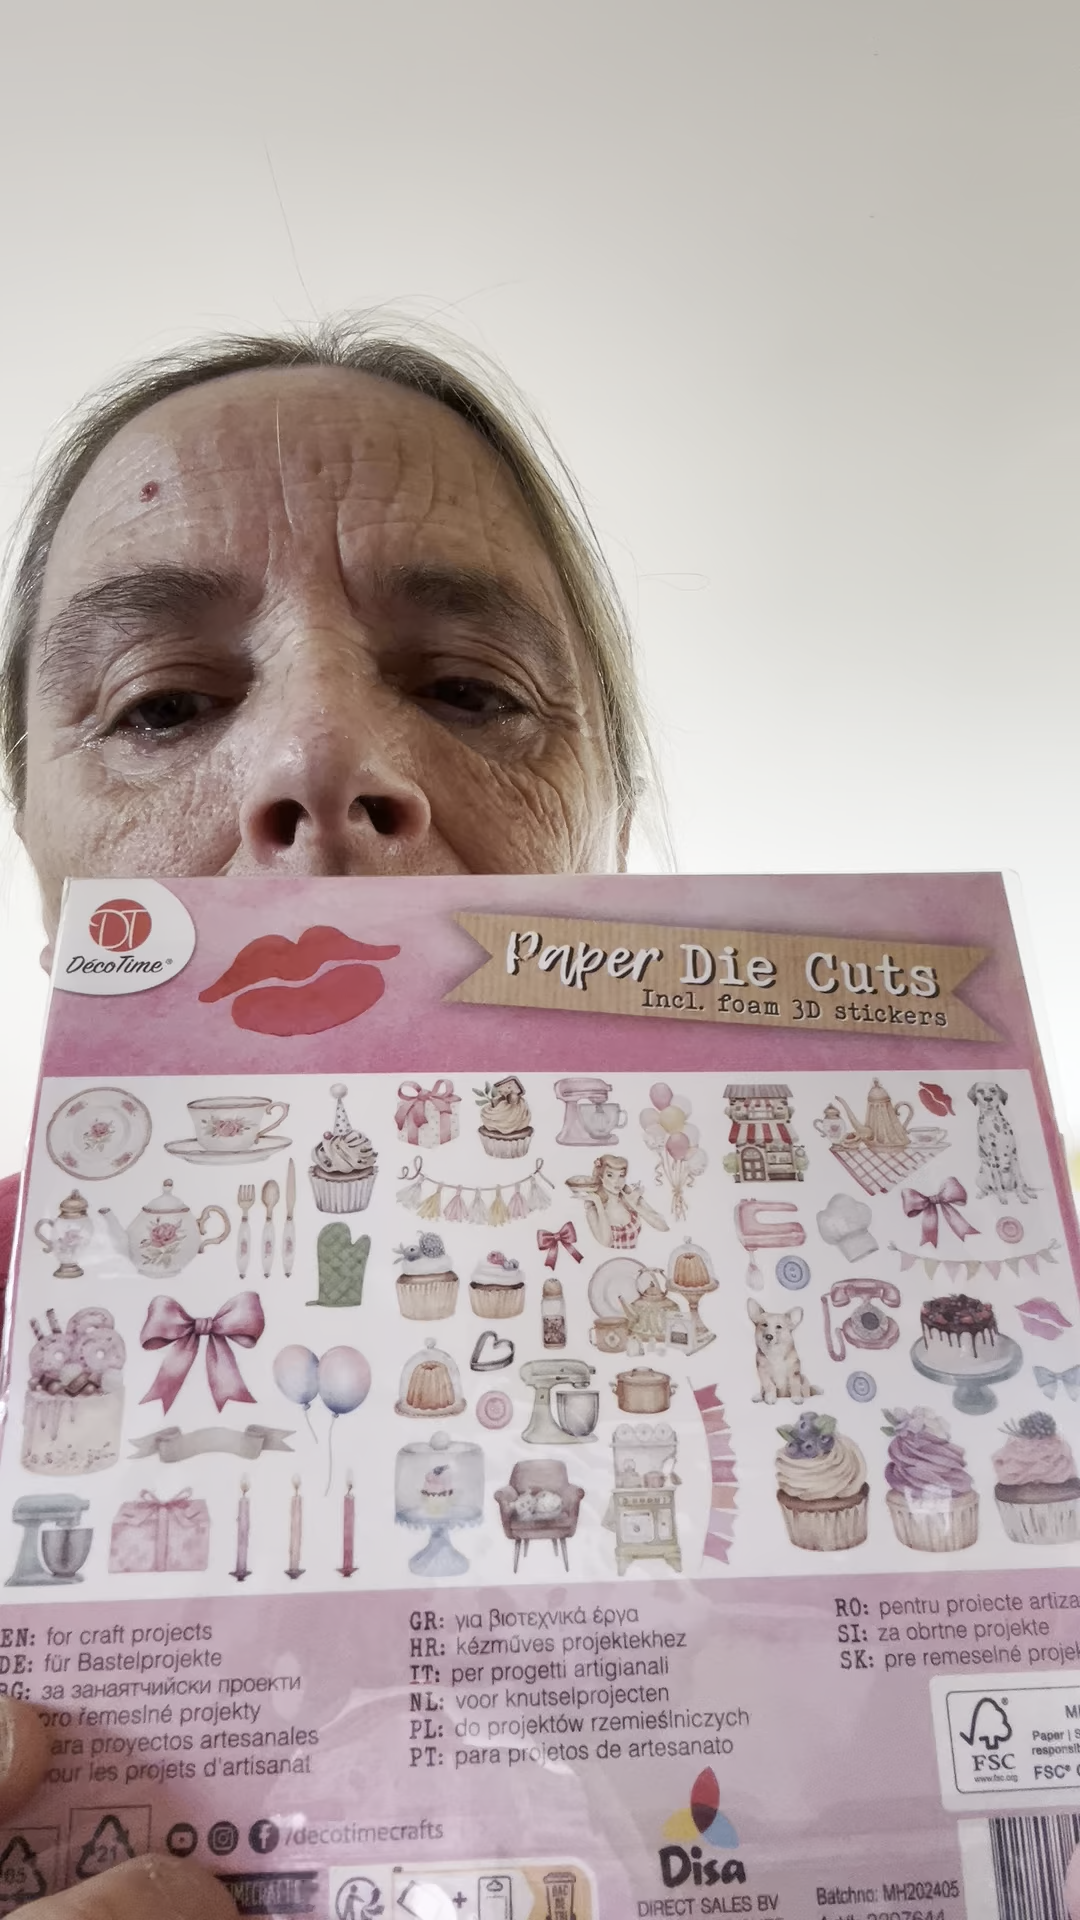 DT
DécoTime®
Paper Die Cuts
Incl. foam 3D stickers
EN: for craft projects
DE: für Bastelprojekte
BG: за занаятчийски проекти
pro řemeslné projekty
para proyectos artesanales
pour les projets d'artisanat
GR: για βιοτεχνικά έργα
HR: kézműves projektekhez
IT: per progetti artigianali
NL: voor knutselprojecten
PL: do projektów rzemieślniczych
PT: para projetos de artesanato
RO: pentru proiecte artiza
SI: za obrtne projekte
SK: pre remeselné projek
FSC
www.fsc.org
Paper | S
responsib
FSC® C
05
21
/decotimecrafts
+
Disa
DIRECT SALES BV
Batchno: MH202405